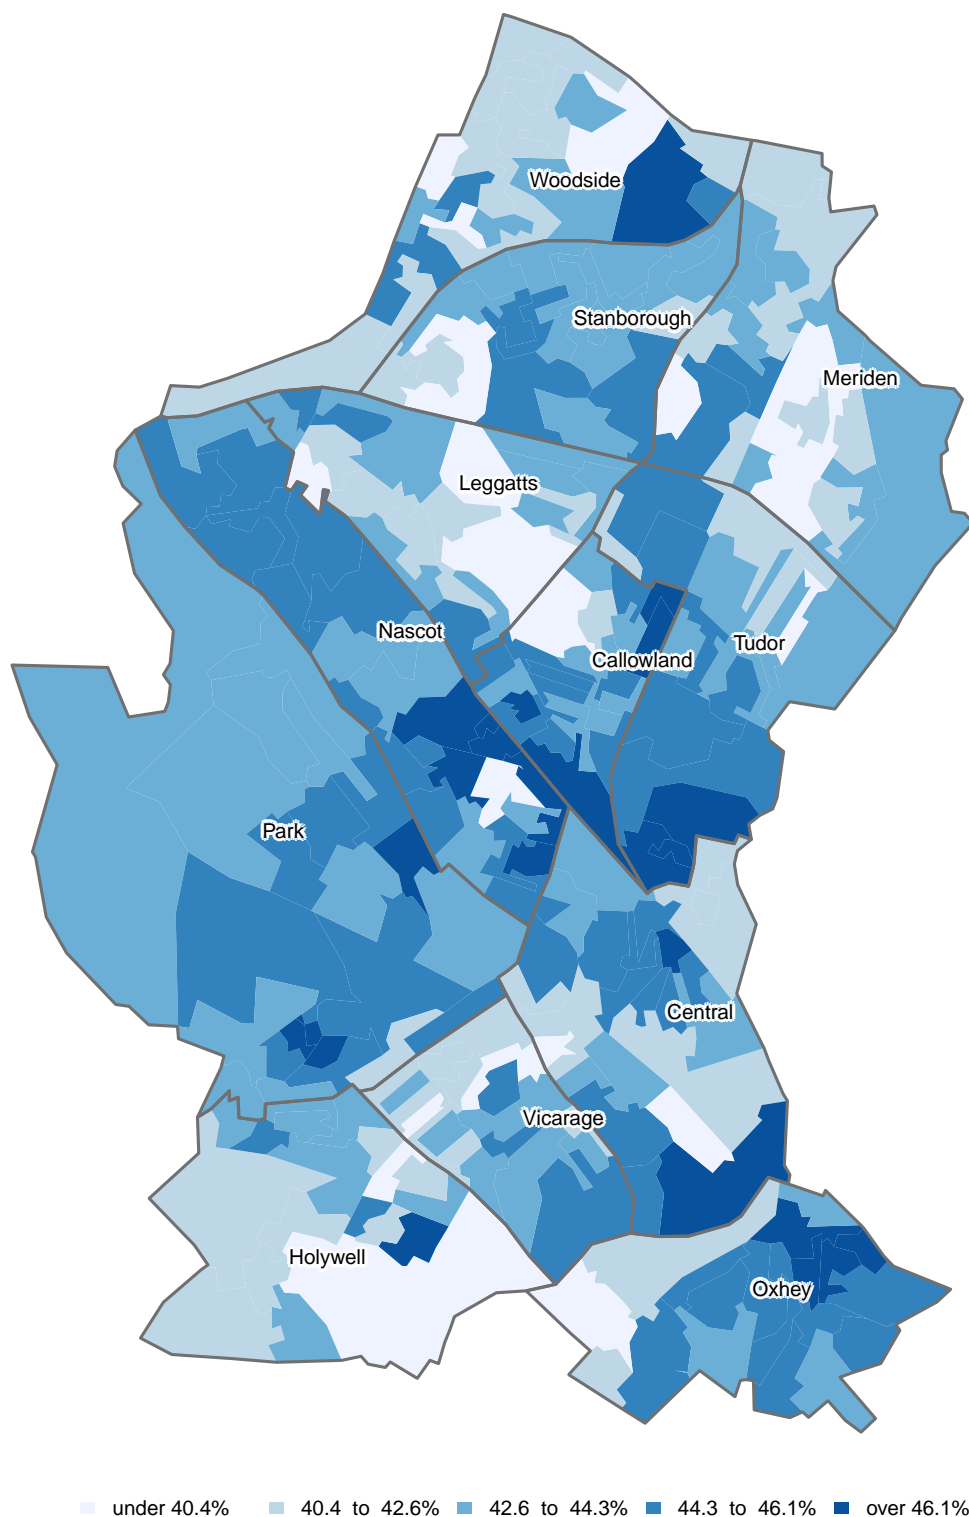 Woodside
Stanborough
Meriden
Leggatts
Nascot
Callowland
Tudor
Park
Central
Vicarage
Holywell
Oxhey
under 40.4% 40.4 to 42.6% 42.6 to 44.3% 44.3 to 46.1% over 46.1%